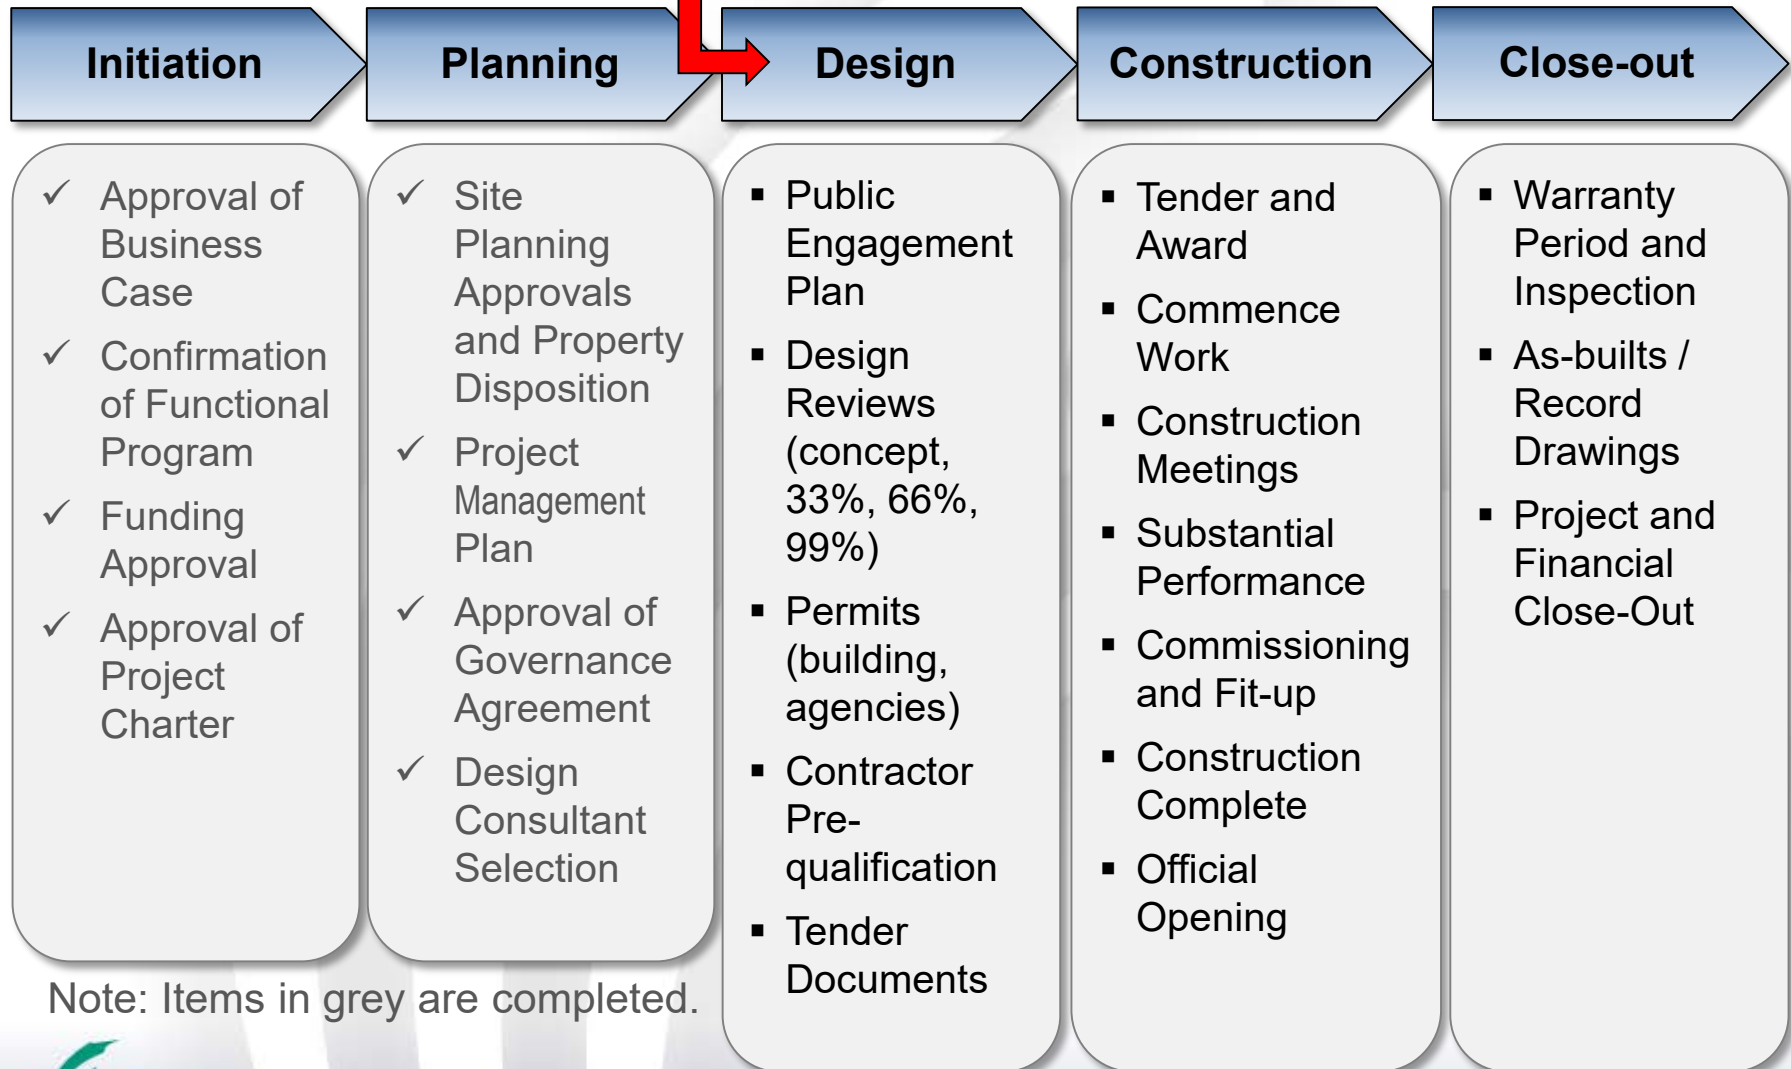 Initiation
Planning
Design
Construction
Close-out
✓ Approval of
Business
Case
✓ Confirmation
of Functional
Program
✓ Funding
Approval
✓ Approval of
Project
Charter
✓ Site
Planning
Approvals
and Property
Disposition
✓ Project
Management
Plan
✓ Approval of
Governance
Agreement
✓ Design
Consultant
Selection
▪ Public
Engagement
Plan
▪ Design
Reviews
(concept,
33%, 66%,
99%)
▪ Permits
(building,
agencies)
▪ Contractor
Pre-
qualification
▪ Tender
Documents
▪ Tender and
Award
▪ Commence
Work
▪ Construction
Meetings
▪ Substantial
Performance
▪ Commissioning
and Fit-up
▪ Construction
Complete
▪ Official
Opening
▪ Warranty
Period and
Inspection
▪ As-builts /
Record
Drawings
▪ Project and
Financial
Close-Out
Note: Items in grey are completed.